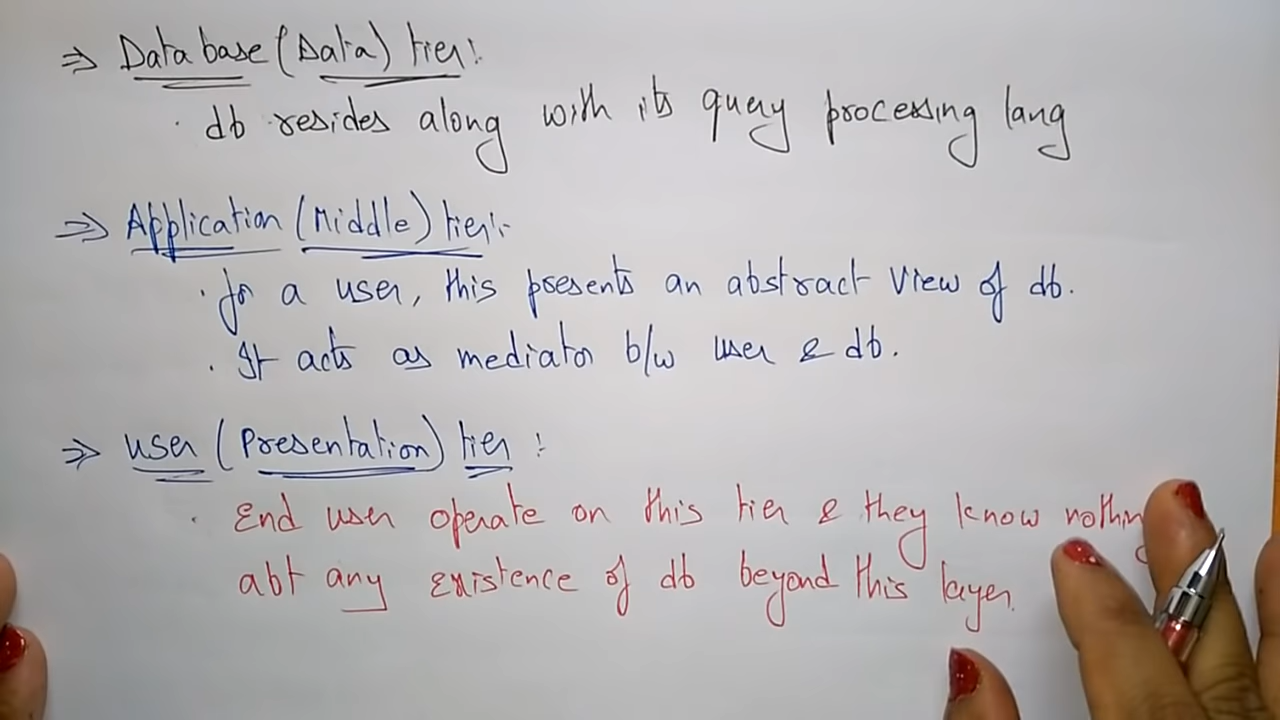 ⇒ Database (Data) tier:
· db resides along with its query processing lang
⇒ Application (Middle) tier:-
· for a user, this presents an abstract view of db.
· It acts as mediator b/w user & db.
⇒ user (Presentation) tier :
· End user operate on this tier & they know nothing
abt any existence of db beyond this layer.